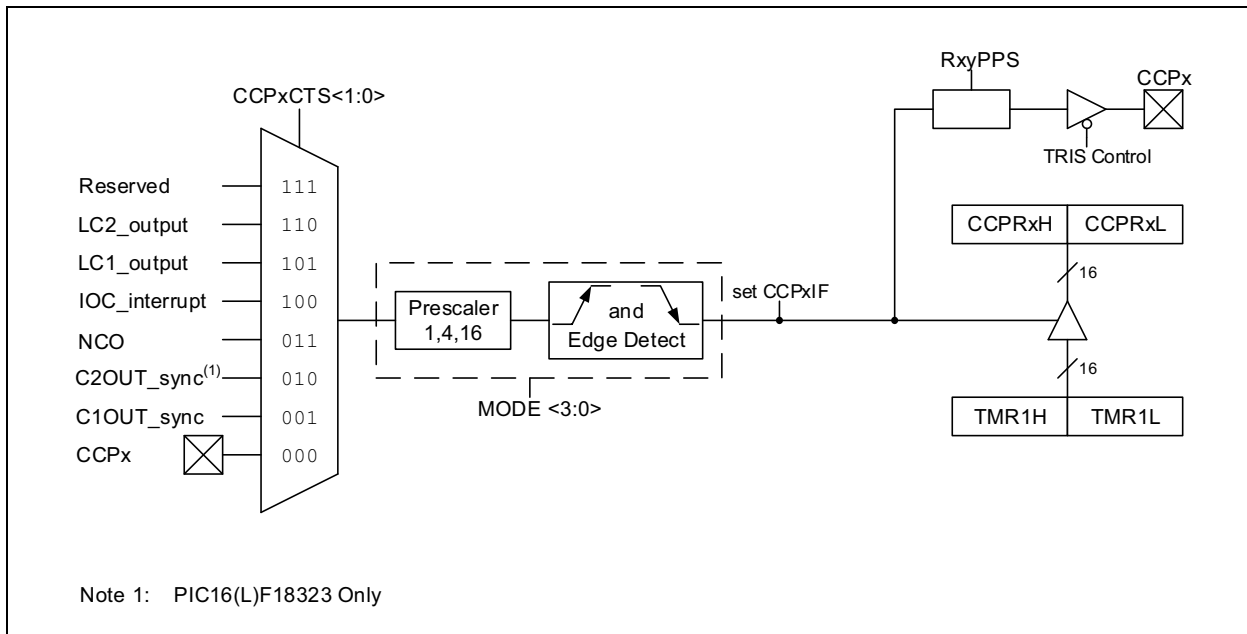 RxyPPS
CCPx
CCPxCTS<1:0>
TRIS Control
Reserved 111
LC2_output 110
CCPRxH CCPRxL
LC1_output 101
16
IOC_interrupt 100
Prescaler
1,4,16
and
Edge Detect
set CCPxIF
NCO 011
C2OUT_sync(1) 010
16
MODE <3:0>
C1OUT_sync 001
TMR1H TMR1L
CCPx 000
Note 1: PIC16(L)F18323 Only